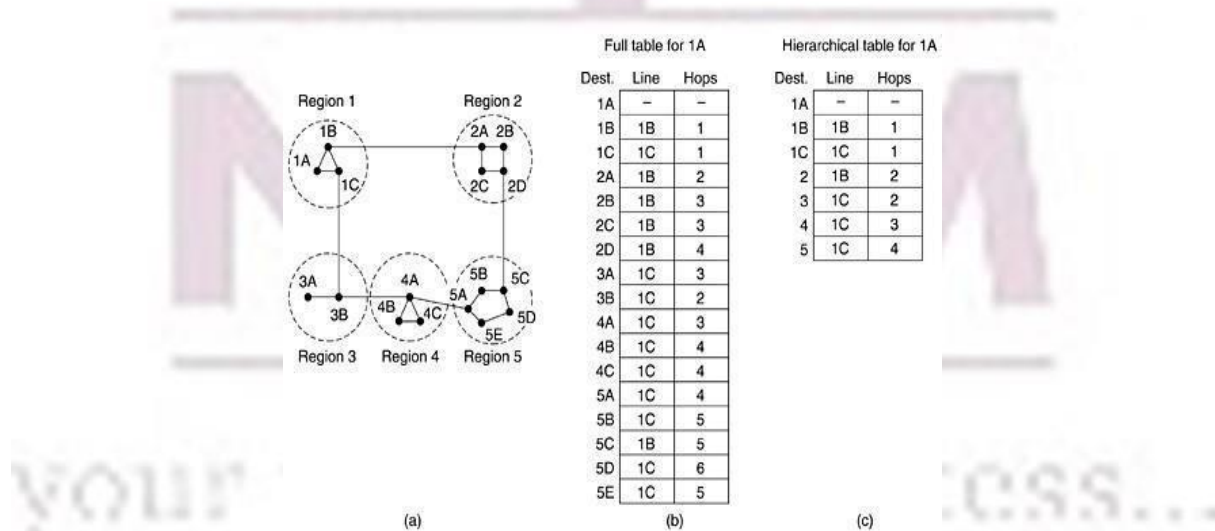 Full table for 1A
Dest. Line Hops
1A – –
1B 1B 1
1C 1C 1
2A 1B 2
2B 1B 3
2C 1B 3
2D 1B 4
3A 1C 3
3B 1C 2
4A 1C 3
4B 1C 4
4C 1C 4
5A 1C 4
5B 1C 5
5C 1B 5
5D 1C 6
5E 1C 5
Hierarchical table for 1A
Dest. Line Hops
1A – –
1B 1B 1
1C 1C 1
2 1B 2
3 1C 2
4 1C 3
5 1C 4
Region 1 Region 2
1B 2A 2B
1A 1C 2C 2D
3A 4A 5B 5C
3B 4B 4C 5A 5D
5E
Region 3 Region 4 Region 5
(a) (b) (c)
your